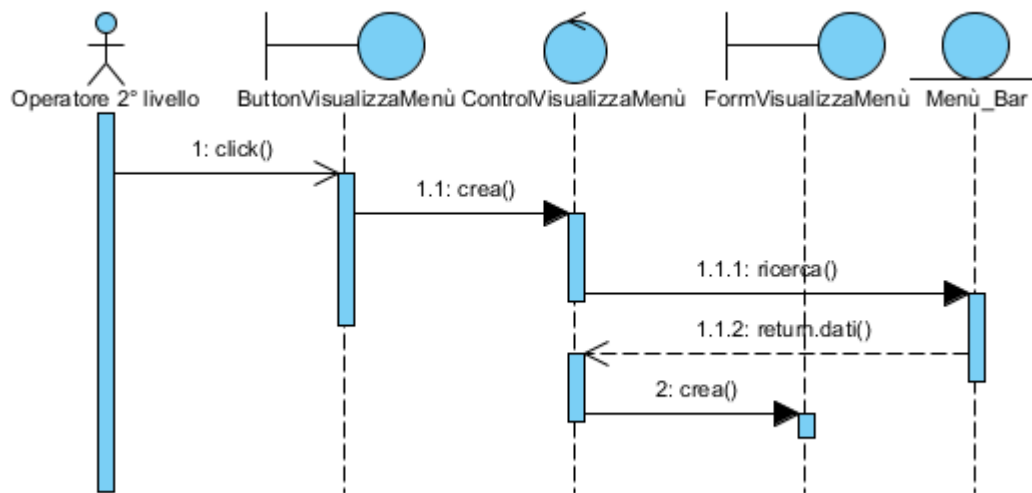 Operatore 2° livello
ButtonVisualizzaMenù
ControlVisualizzaMenù
FormVisualizzaMenù
Menù_Bar
1: click()
1.1: crea()
1.1.1: ricerca()
1.1.2: return.dati()
2: crea()